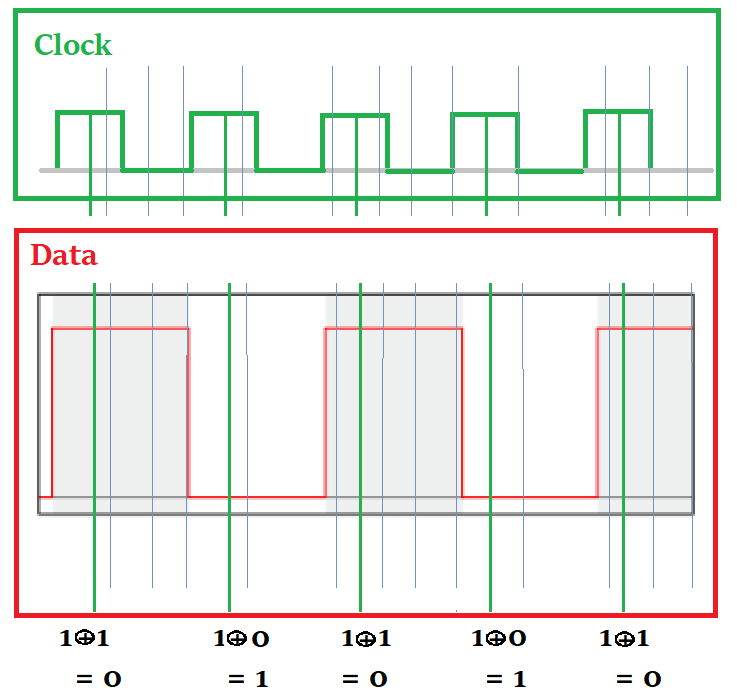 Clock
Data
1⊕1 1⊕0 1⊕1 1⊕0 1⊕1
= 0 = 1 = 0 = 1 = 0